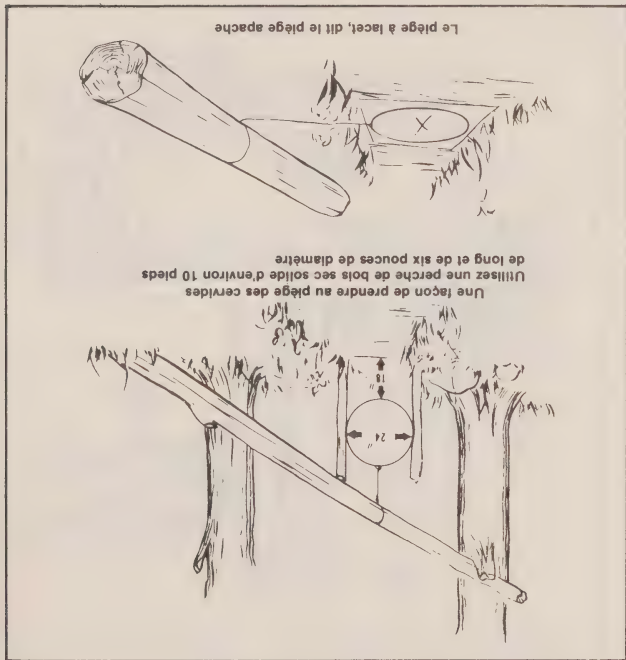 18"
24"
Une façon de prendre au piège des cervides
Utilisez une perche de bois sec solide d'environ 10 pieds
de long et de six pouces de diamètre
X
Le piège à lacet, dit le piège apache